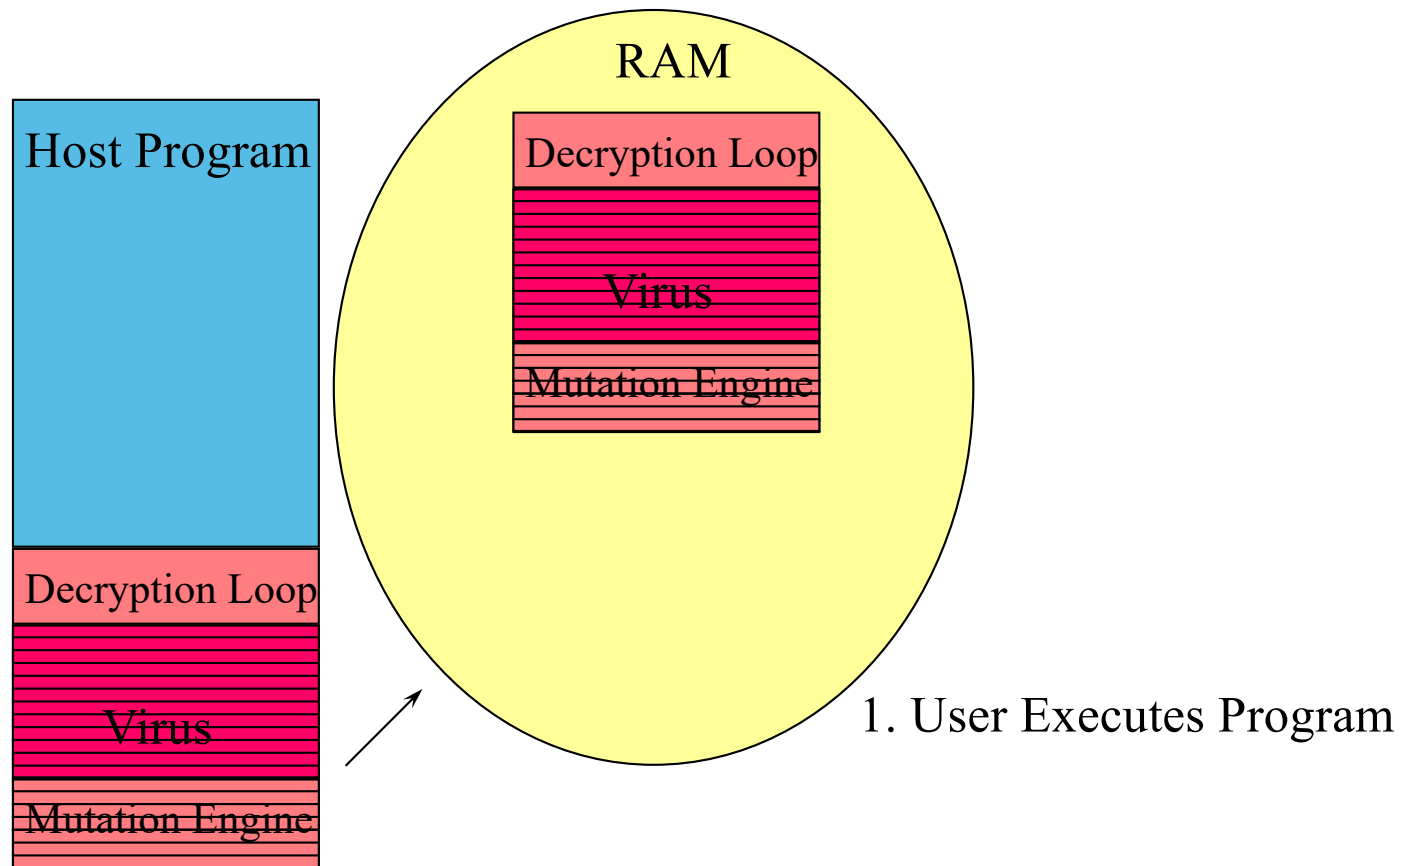 RAM
Host Program
Decryption Loop
Virus
Mutation Engine
Decryption Loop
Virus
Mutation Engine
1. User Executes Program